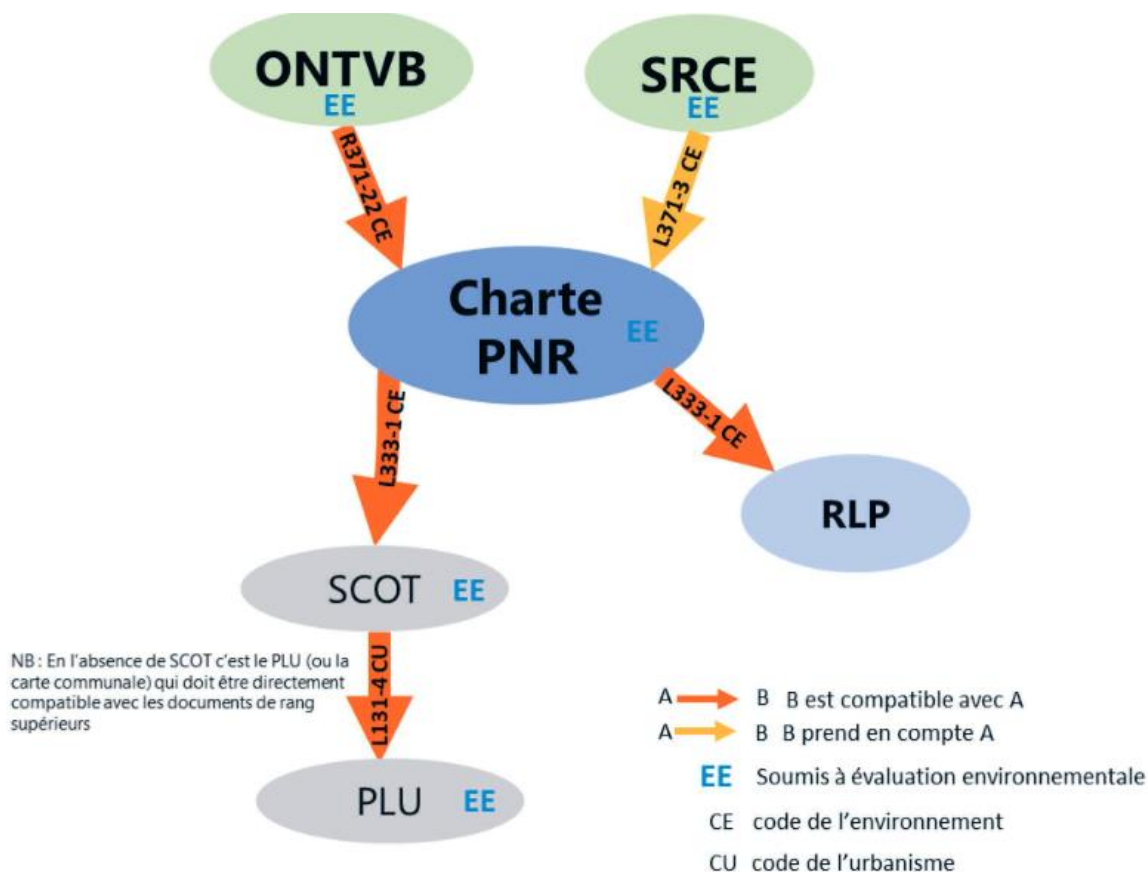 ONTVB
EE
SRCE
EE
R371-22 CE
L371-3 CE
Charte
PNR
EE
L333-1 CE
L333-1 CE
RLP
SCOT
EE
NB : En l'absence de SCOT c'est le PLU (ou la
carte communale) qui doit être directement
compatible avec les documents de rang
supérieurs
L131-4 CU
PLU
EE
A B B est compatible avec A
A B B prend en compte A
EE Soumis à évaluation environnementale
CE code de l'environnement
CU code de l'urbanisme